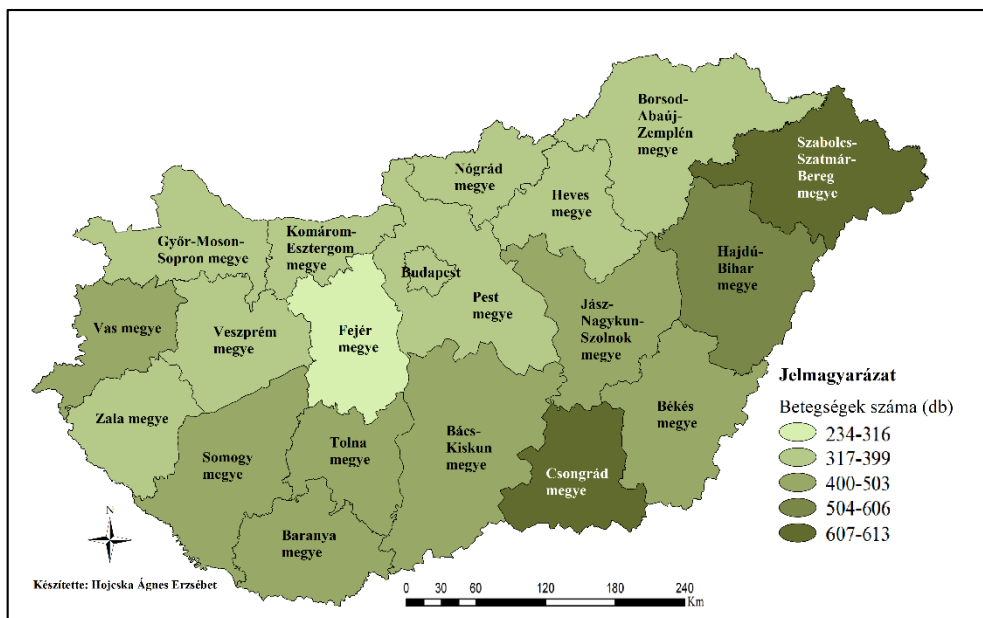 Borsod-
Abaúj-
Zemplén
megye
Szabolcs-
Szatmár-
Bereg
megye
Nógrád
megye
Heves
megye
Győr-Moson-
Sopron megye
Komárom-
Esztergom
megye
Budapest
Hajdú-
Bihar
megye
Pest
megye
Jász-
Nagykun-
Szolnok
megye
Vas megye
Veszprém
megye
Fejér
megye
Zala megye
Somogy
megye
Tolna
megye
Bács-
Kiskun
megye
Békés
megye
Csongrád
megye
Baranya
megye
Jelmagyarázat
Betegségek száma (db)
234-316
317-399
400-503
504-606
607-613
N
Készítette: Hojcska Ágnes Erzsébet
0 30 60 120 180 240
Km